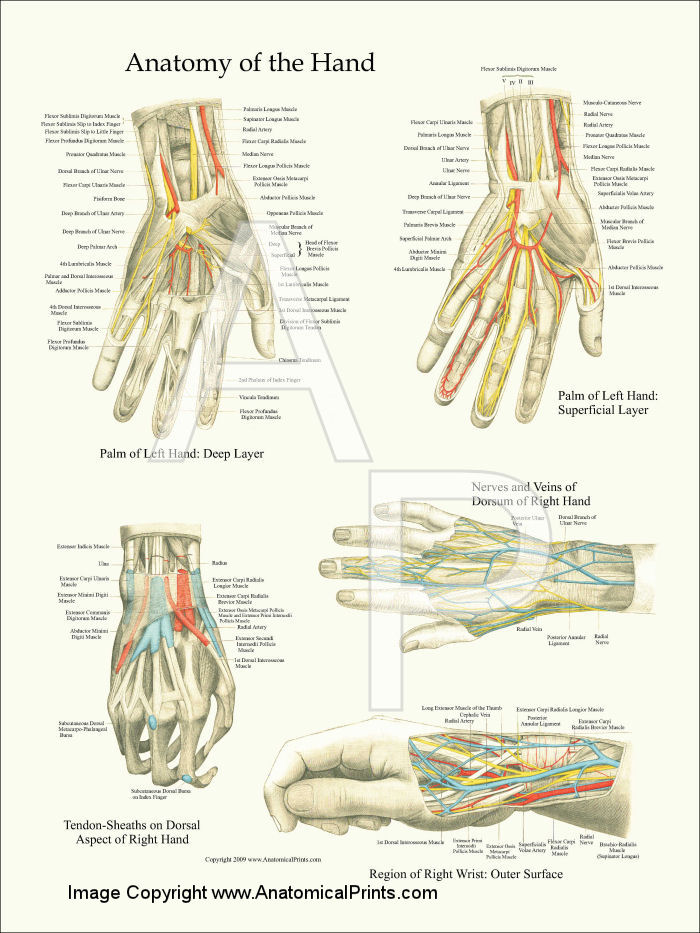 Anatomy of the Hand
Flexor Sublimis Digitorum Muscle
Flexor Sublimis Slip to Index Finger
Flexor Sublimis Slip to Little Finger
Flexor Profundus Digitorum Muscle
Pronator Quadratus Muscle
Dorsal Branch of Ulnar Nerve
Flexor Carpi Ulnaris Muscle
Pisiform Bone
Deep Branch of Ulnar Artery
Deep Branch of Ulnar Nerve
Deep Palmar Arch
4th Lumbricalis Muscle
Palmar and Dorsal Interosseous
Muscle
Adductor Pollicis Muscle
4th Dorsal Interosseous
Muscle
Flexor Sublimis
Digitorum Muscle
Flexor Profundus
Digitorum Muscle
Palmaris Longus Muscle
Supinator Longus Muscle
Radial Artery
Flexor Carpi Radialis Muscle
Median Nerve
Flexor Longus Pollicis Muscle
Extensor Ossis Metacarpi
Pollicis Muscle
Abductor Pollicis Muscle
Opponens Pollicis Muscle
Muscular Branch of
Median Nerve
Deep
Superficial
Head of Flexor
Brevis Pollicis
Muscle
Flexor Longus Pollicis
Muscle
1st Lumbricalis Muscle
Transverse Metacarpal Ligament
1st Dorsal Interosseous Muscle
Division of Flexor Sublimis
Digitorum Tendon
Chiasma Tendinum
2nd Phalanx of Index Finger
Vincula Tendinum
Flexor Profundus
Digitorum Muscle
Palm of Left Hand: Deep Layer
Flexor Sublimis Digitorum Muscle
V IV II III
Flexor Carpi Ulnaris Muscle
Palmaris Longus Muscle
Dorsal Branch of Ulnar Nerve
Ulnar Artery
Ulnar Nerve
Annular Ligament
Deep Branch of Ulnar Nerve
Transverse Carpal Ligament
Palmaris Brevis Muscle
Superficial Palmar Arch
Abductor Minimi
Digiti Muscle
4th Lumbricalis Muscle
Musculo-Cutaneous Nerve
Radial Nerve
Radial Artery
Pronator Quadratus Muscle
Flexor Longus Pollicis Muscle
Median Nerve
Flexor Carpi Radialis Muscle
Extensor Ossis Metacarpi
Pollicis Muscle
Superficialis Volae Artery
Abductor Pollicis Muscle
Muscular Branch of
Median Nerve
Flexor Brevis Pollicis
Muscle
Abductor Pollicis Muscle
1st Dorsal Interosseous
Muscle
Palm of Left Hand:
Superficial Layer
Extensor Indicis Muscle
Ulna
Extensor Carpi Ulnaris
Muscle
Extensor Minimi Digiti
Muscle
Extensor Communis
Digitorum Muscle
Abductor Minimi
Digiti Muscle
Subcutaneous Dorsal
Metacarpo-Phalangeal
Bursa
Radius
Extensor Carpi Radialis
Longior Muscle
Extensor Carpi Radialis
Brevior Muscle
Extensor Ossis Metacarpi Pollicis
Muscle and Extensor Primi Internodii
Pollicis Muscle
Radial Artery
Extensor Secundi
Internodii Pollicis
Muscle
1st Dorsal Interosseous
Muscle
Subcutaneous Dorsal Bursa
on Index Finger
Tendon-Sheaths on Dorsal
Aspect of Right Hand
Nerves and Veins of
Dorsum of Right Hand
Posterior Ulnar
Vein
Dorsal Branch of
Ulnar Nerve
Radial Vein
Posterior Annular
Ligament
Radial
Nerve
Long Extensor Muscle of the Thumb
Cephalic Vein
Radial Artery
Extensor Carpi Radialis Longior Muscle
Posterior
Annular Ligament
Extensor Carpi
Radialis Brevior Muscle
1st Dorsal Interosseous Muscle
Extensor Primi
Internodii
Pollicis Muscle
Extensor Ossis
Metacarpi
Pollicis Muscle
Superficialis
Volae Artery
Flexor Carpi
Radialis
Muscle
Radial
Nerve
Brachio-Radialis
Muscle
(Supinator Longus)
Region of Right Wrist: Outer Surface
Copyright 2009 www.AnatomicalPrints.com
Image Copyright www.AnatomicalPrints.com
A
P